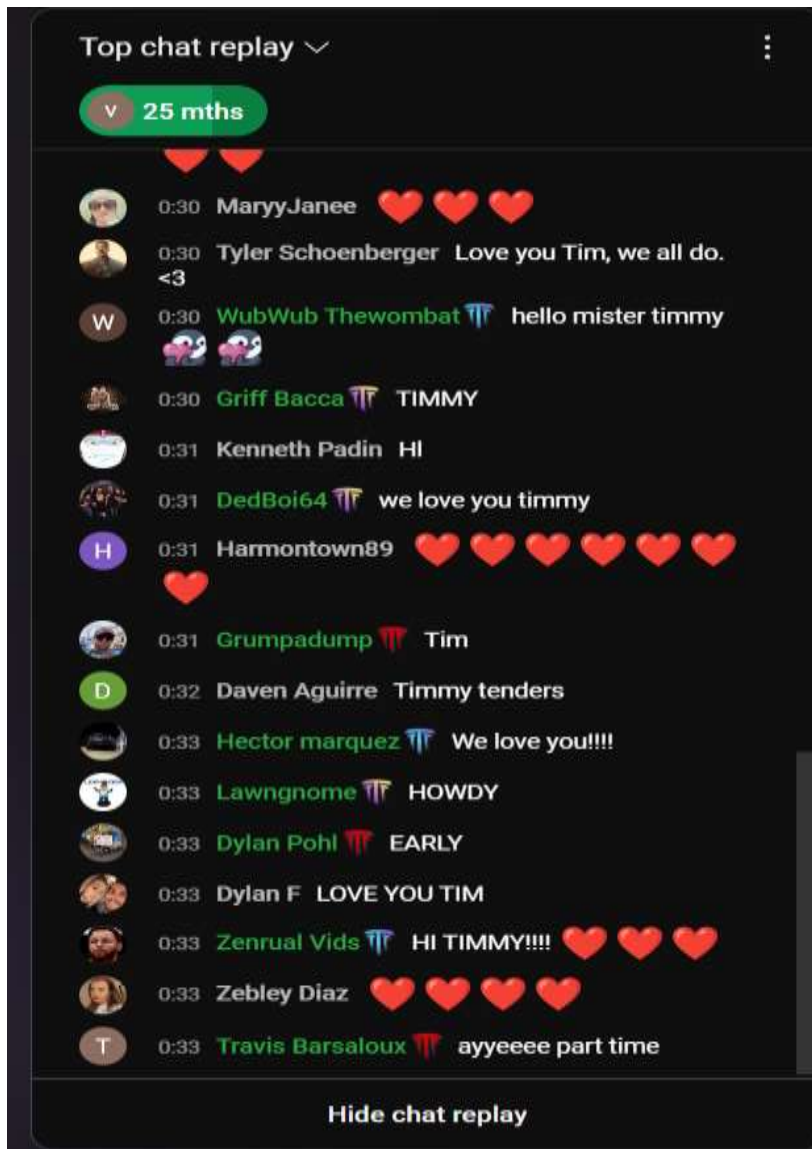 Top chat replay
V 25 mths
0:30 MaryyJanee ❤️ ❤️ ❤️
0:30 Tyler Schoenberger Love you Tim, we all do.
<3
W 0:30 WubWub Thewombat hello mister timmy
0:30 Griff Bacca TIMMY
0:31 Kenneth Padin HI
0:31 DedBoi64 we love you timmy
H 0:31 Harmontown89 ❤️ ❤️ ❤️ ❤️ ❤️ ❤️
❤️
0:31 Grumpadump Tim
D 0:32 Daven Aguirre Timmy tenders
0:33 Hector marquez We love you!!!!
0:33 Lawngnome HOWDY
0:33 Dylan Pohl EARLY
0:33 Dylan F LOVE YOU TIM
0:33 Zenrual Vids HI TIMMY!!!! ❤️ ❤️ ❤️
0:33 Zebley Diaz ❤️ ❤️ ❤️ ❤️
T 0:33 Travis Barsaloux ayyeeee part time
Hide chat replay